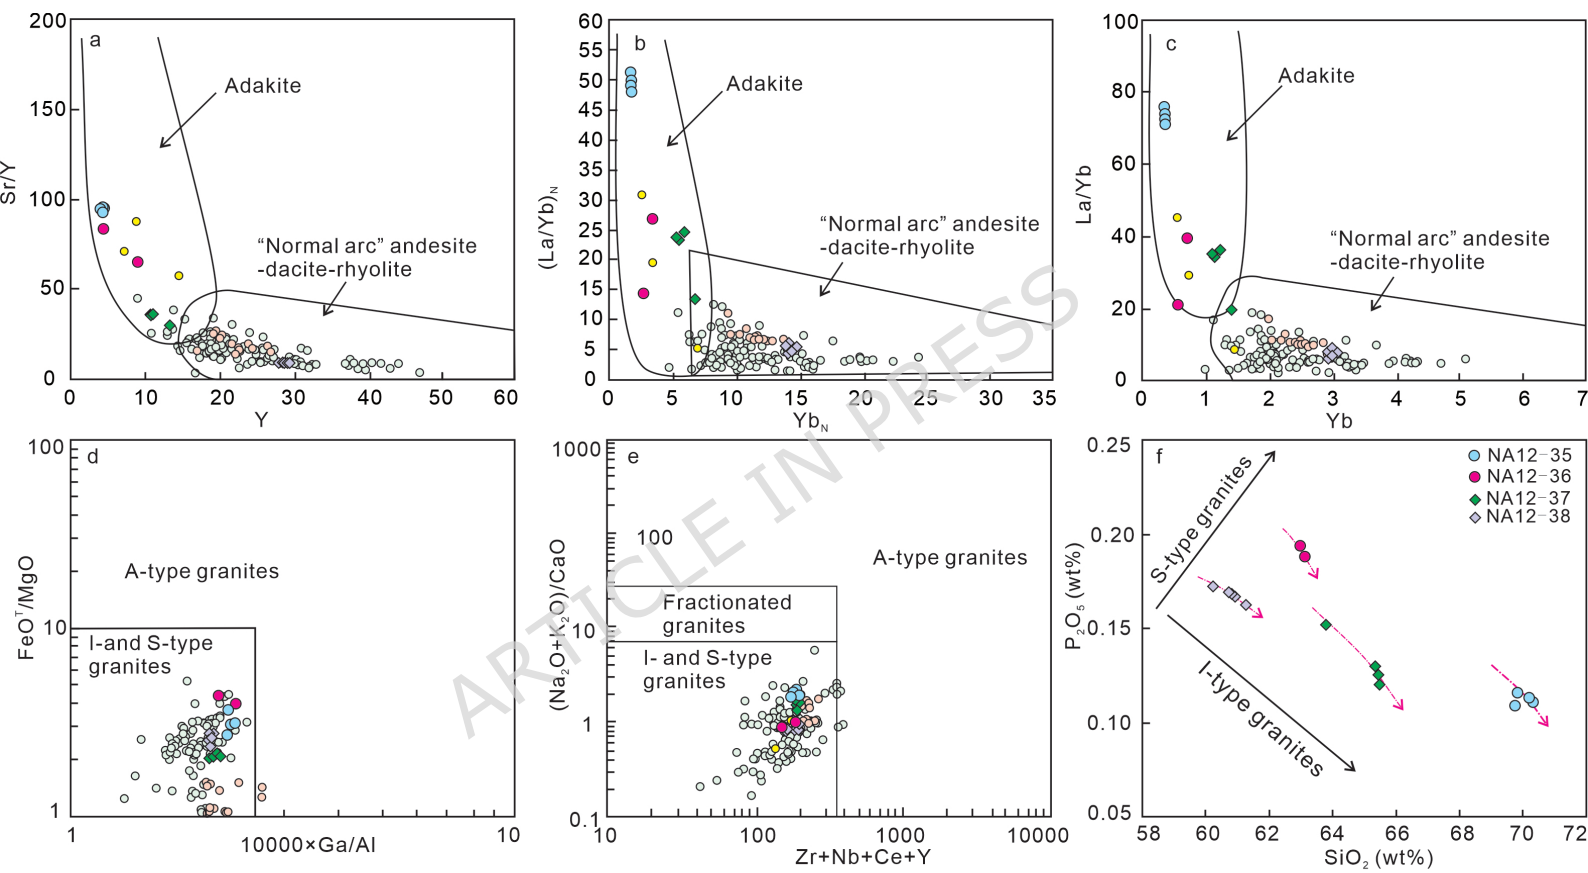 a
200
150
100
50
0
Sr/Y
Adakite
“Normal arc” andesite
-dacite-rhyolite
0
10
20
30
40
50
60
Y
b
60
55
50
45
40
35
30
25
20
15
10
5
0
(La/Yb)N
Adakite
“Normal arc” andesite
-dacite-rhyolite
0
5
10
15
20
25
30
35
YbN
c
100
80
60
40
20
0
La/Yb
Adakite
“Normal arc” andesite
-dacite-rhyolite
0
1
2
3
4
5
6
7
Yb
d
100
10
1
FeOT/MgO
A-type granites
I-and S-type
granites
1
10
10000×Ga/Al
e
1000
100
10
1
0.1
(Na2O+K2O)/CaO
A-type granites
Fractionated
granites
I- and S-type
granites
10
100
1000
10000
Zr+Nb+Ce+Y
f
0.25
0.20
0.15
0.10
0.05
P2O5 (wt%)
S-type granites
I-type granites
NA12-35
NA12-36
NA12-37
NA12-38
58
60
62
64
66
68
70
72
SiO2 (wt%)
ARTICLE IN PRESS